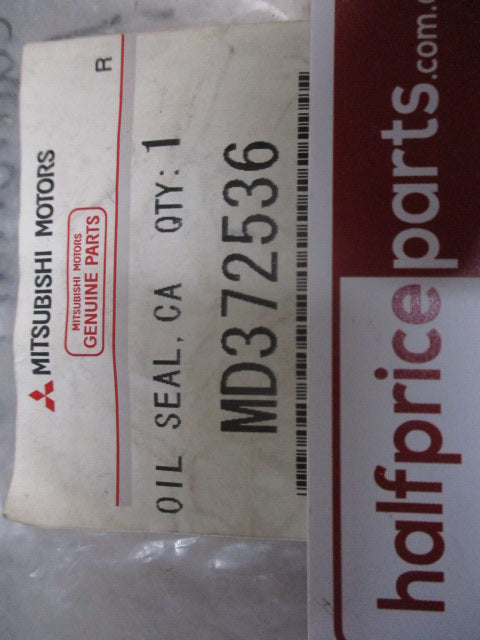 R
MITSUBISHI MOTORS
MITSUBISHI MOTORS
GENUINE PARTS
OIL SEAL, CA QTY: 1
MD372536
halfpriceparts.com.